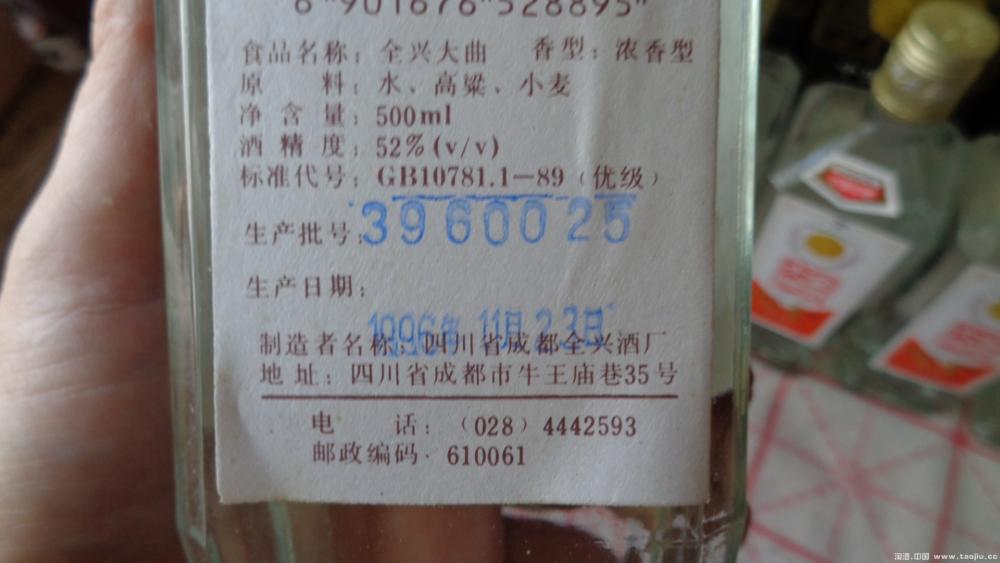 6 901676 528895
食品名称：全兴大曲 香型：浓香型
原 料：水、高粱、小麦
净含量：500ml
酒精度：52%(v/v)
标准代号：GB10781.1—89（优级）
生产批号：3960025
生产日期：
1996年 11月 23日
制造者名称：四川省成都全兴酒厂
地址：四川省成都市牛王庙巷35号
电 话：（028）4442593
邮政编码·610061
淘酒.中国 www.taojiu.cc